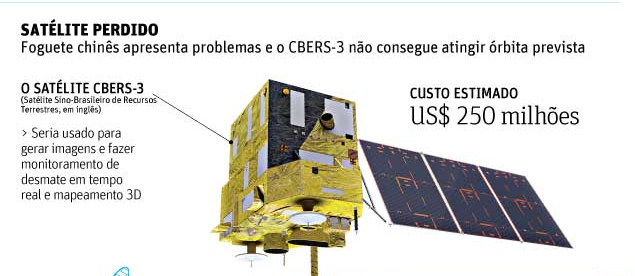 SATÉLITE PERDIDO
Foguete chinês apresenta problemas e o CBERS-3 não consegue atingir órbita prevista
O SATÉLITE CBERS-3
(Satélite Sino-Brasileiro de Recursos
Terrestres, em inglês)
> Seria usado para
gerar imagens e fazer
monitoramento de
desmate em tempo
real e mapeamento 3D
CUSTO ESTIMADO
US$ 250 milhões